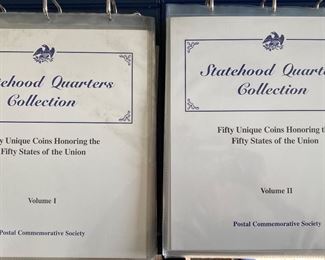 tehood Quarters
Collection
y Unique Coins Honoring the
Fifty States of the Union
Volume I
Postal Commemorative Society
Statehood Quart
Collection
Fifty Unique Coins Honoring the
Fifty States of the Union
Volume II
Postal Commemorative Society